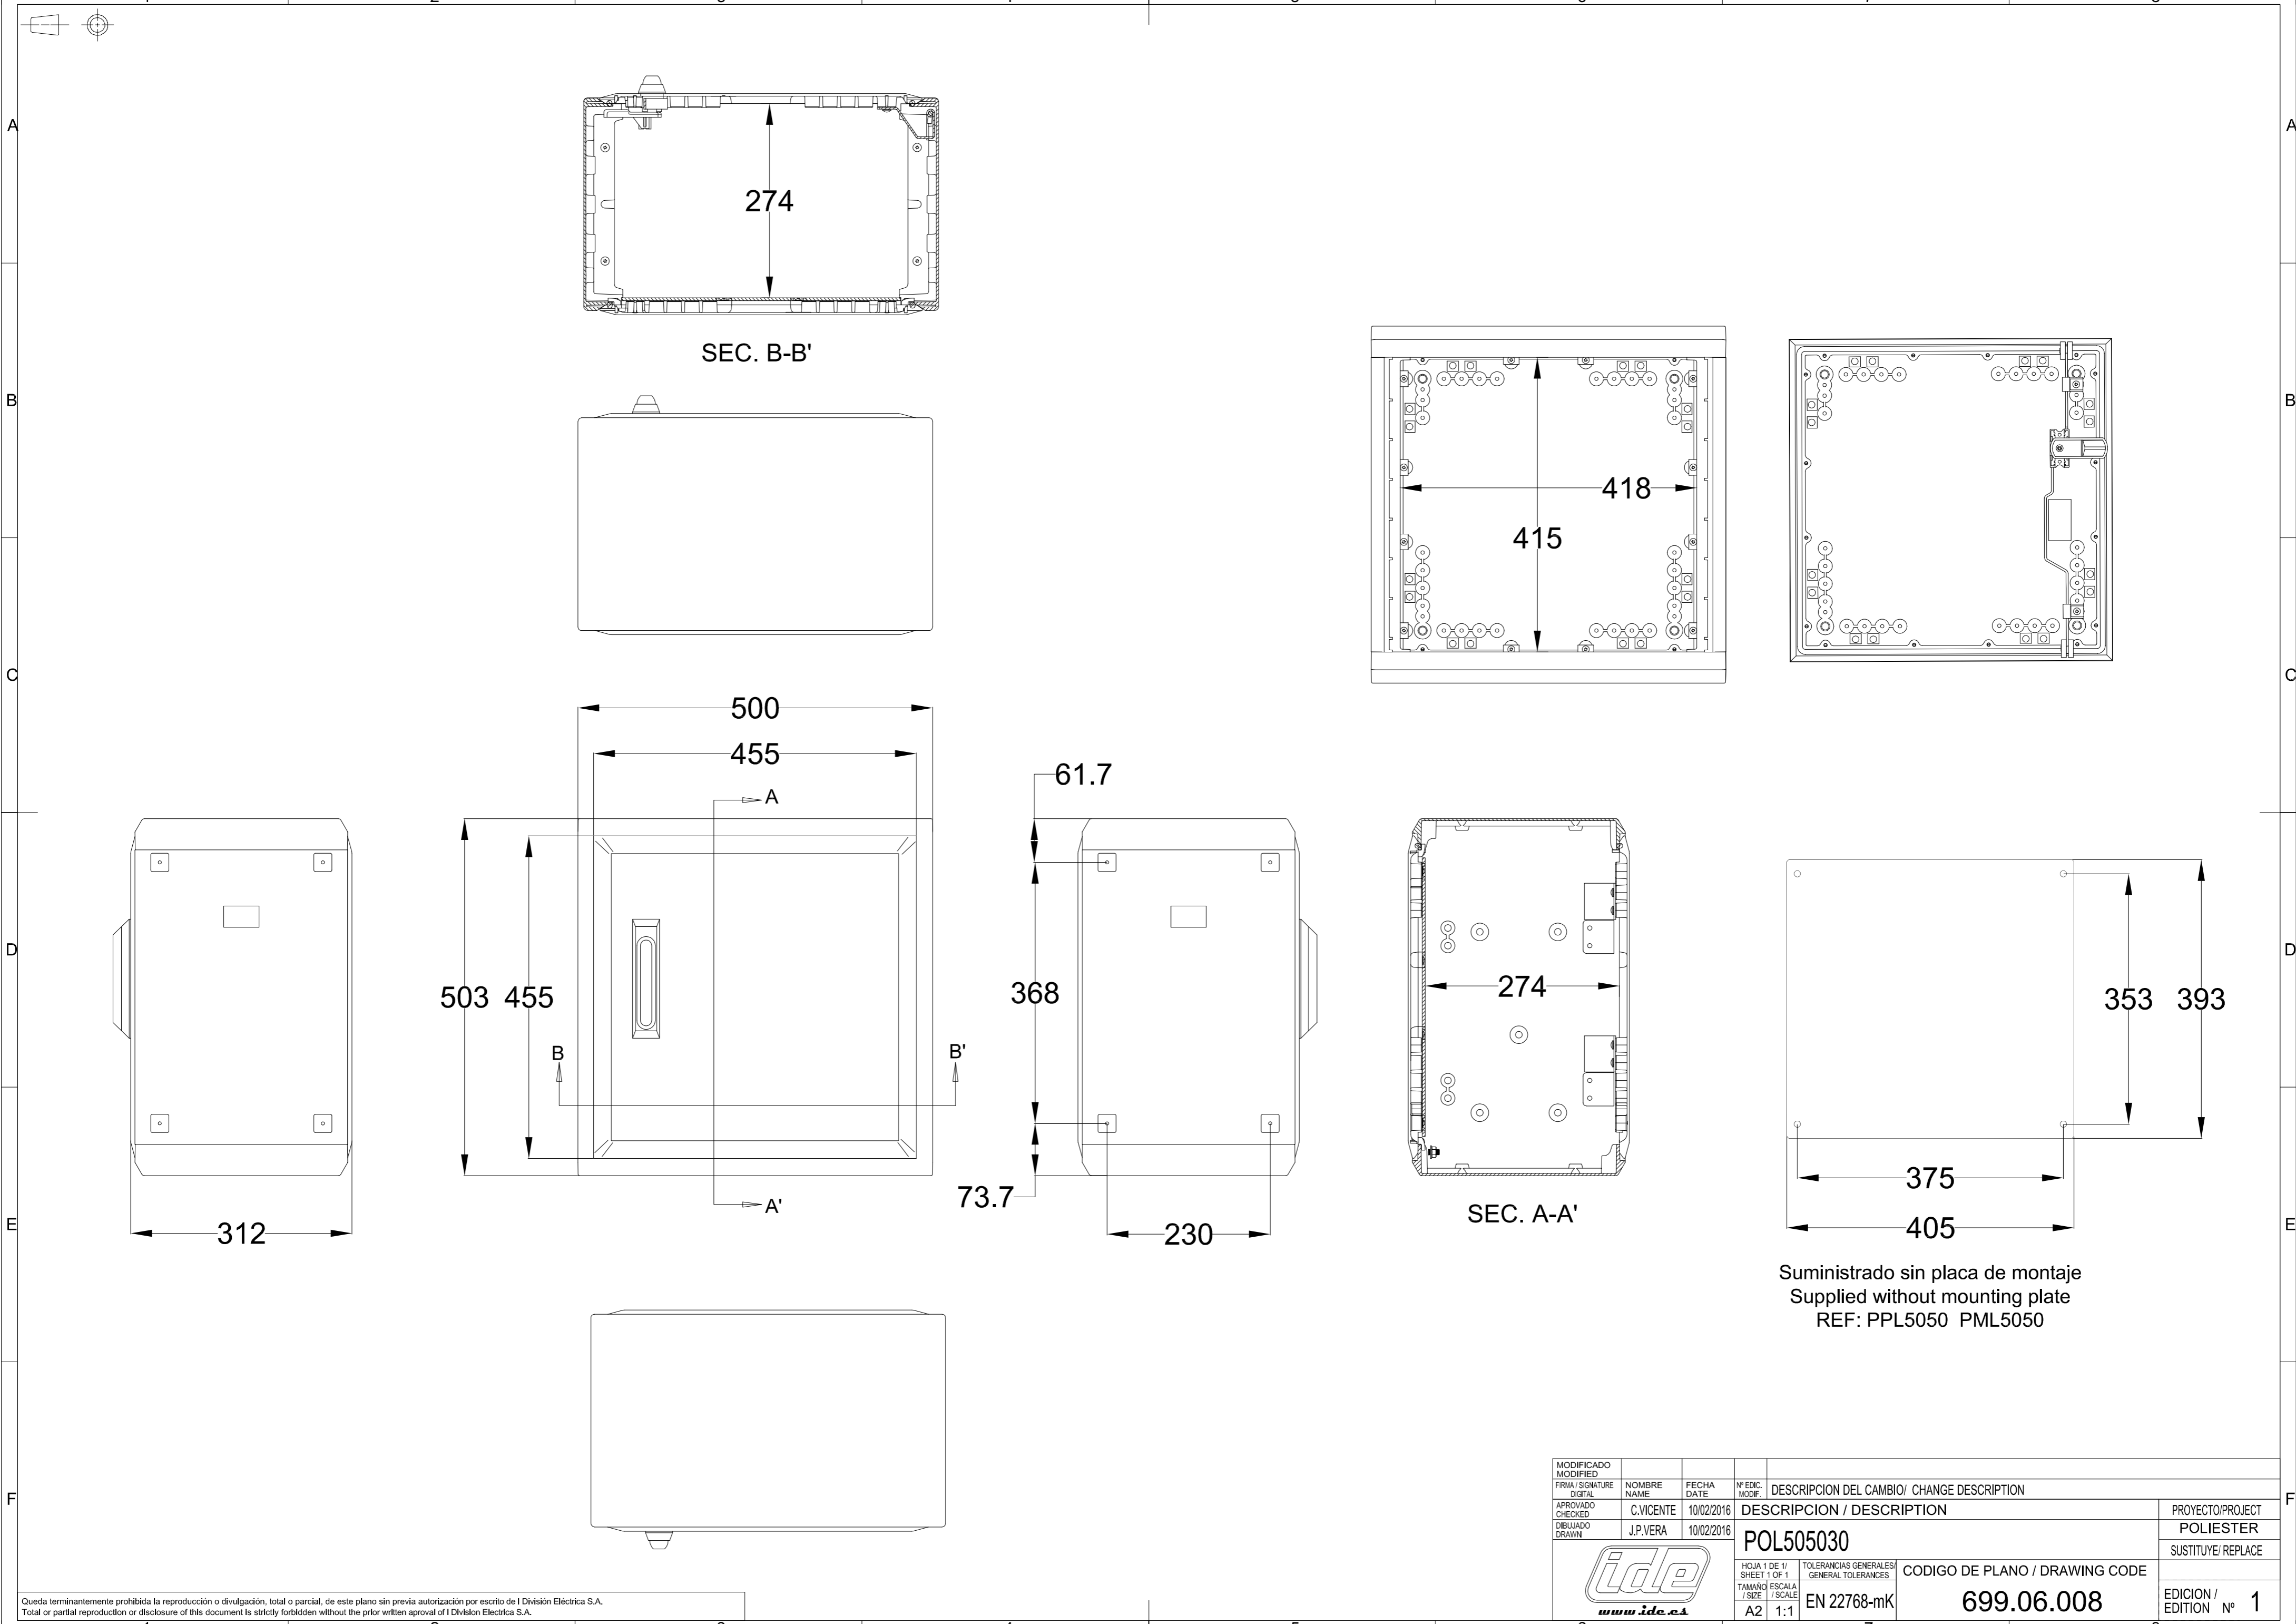 A
A
274
SEC. B-B'
B
B
418
415
C
C
500
455
61.7
A
D
D
503
455
368
274
353
393
B
B'
375
73.7
A'
SEC. A-A'
E
E
312
230
405
Suministrado sin placa de montaje
Supplied without mounting plate
REF: PPL5050 PML5050
F
F
MODIFICADO
MODIFIED
FIRMA / SIGNATURE
DIGITAL
NOMBRE
NAME
FECHA
DATE
Nº EDIC.
MODIF.
DESCRIPCION DEL CAMBIO/ CHANGE DESCRIPTION
APROVADO
CHECKED
C.VICENTE
10/02/2016
DESCRIPCION / DESCRIPTION
PROYECTO/PROJECT
DIBUJADO
DRAWN
J.P.VERA
10/02/2016
POL505030
POLIESTER
SUSTITUYE/ REPLACE
ide
www.ide.es
HOJA 1 DE 1/
SHEET 1 OF 1
TOLERANCIAS GENERALES/
GENERAL TOLERANCES
CODIGO DE PLANO / DRAWING CODE
TAMAÑO
/ SIZE
ESCALA
/ SCALE
A2
1:1
EN 22768-mK
699.06.008
EDICION /
EDITION Nº 1
Queda terminantemente prohibida la reproducción o divulgación, total o parcial, de este plano sin previa autorización por escrito de I División Eléctrica S.A.
Total or partial reproduction or disclosure of this document is strictly forbidden without the prior written aproval of I Division Electrica S.A.